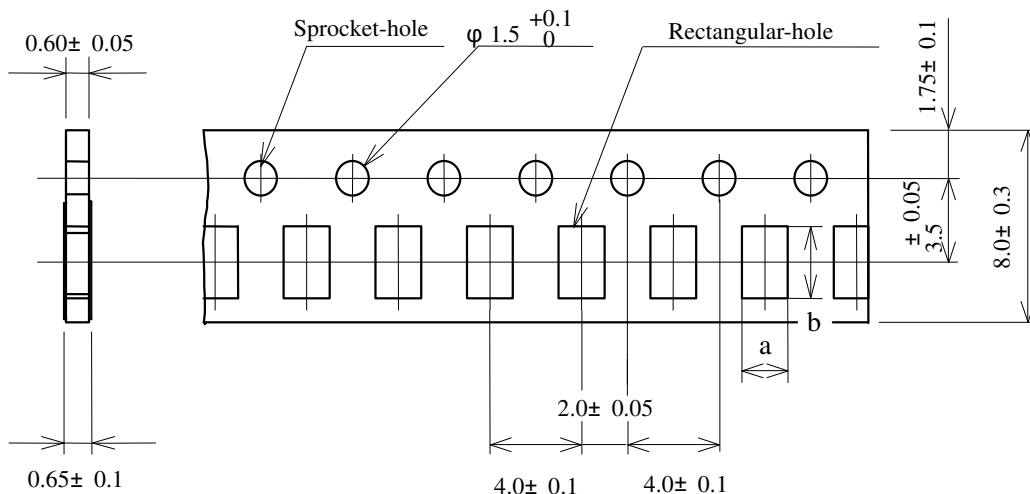 0.60± 0.05
Sprocket-hole
φ 1.5 +0.1 0
Rectangular-hole
1.75± 0.1
± 0.05
3.5
8.0± 0.3
b
a
2.0± 0.05
0.65± 0.1
4.0± 0.1
4.0± 0.1